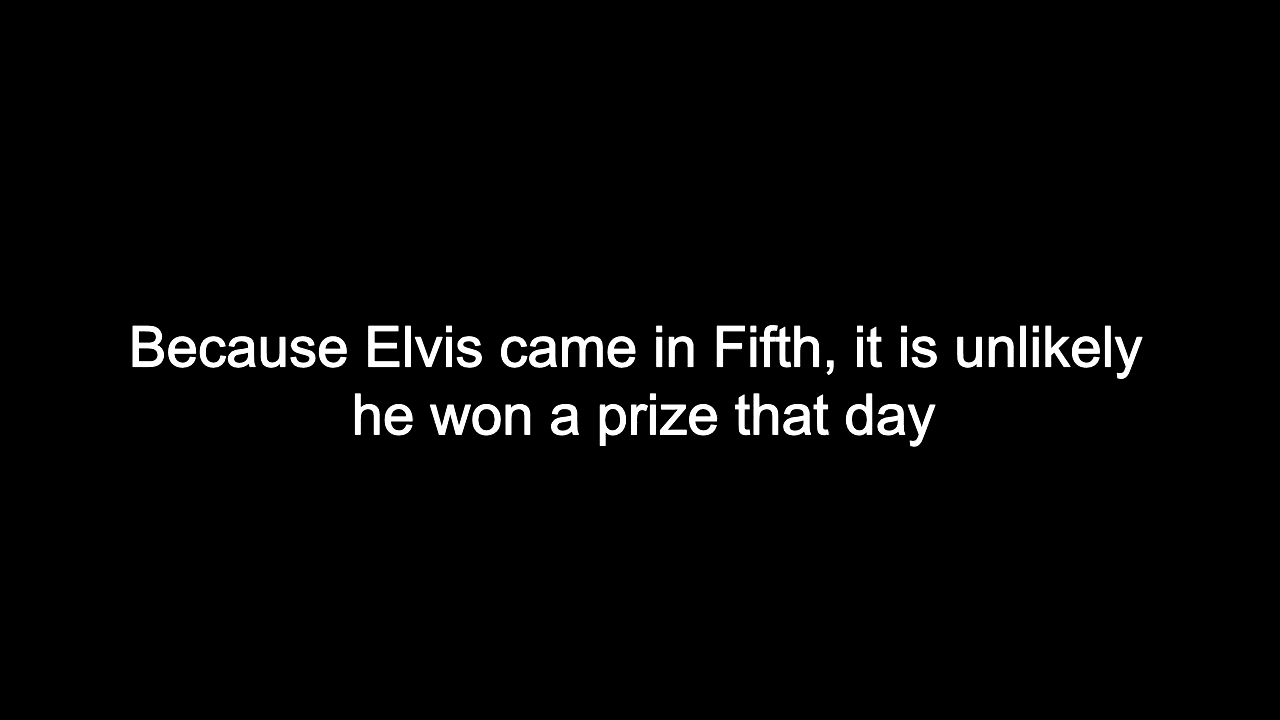 Because Elvis came in Fifth, it is unlikely
he won a prize that day